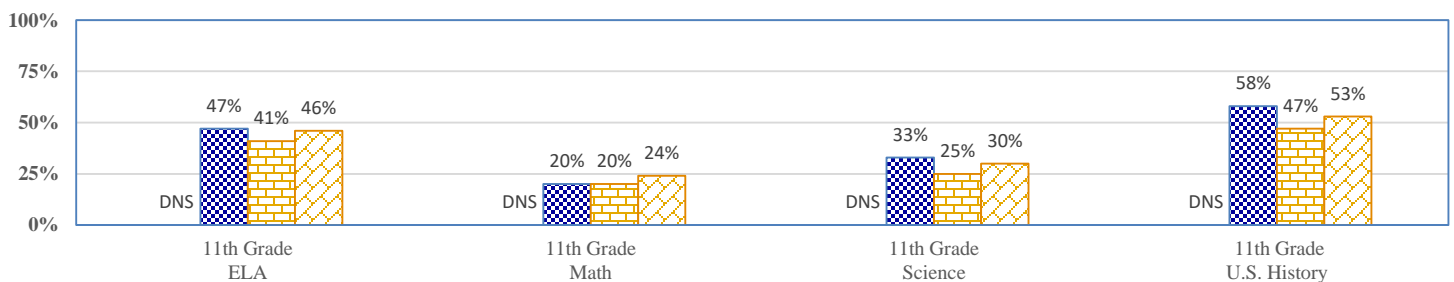 100%
75%
50%
25%
0%
DNS 47% 41% 46%
DNS 20% 20% 24%
DNS 33% 25% 30%
DNS 58% 47% 53%
11th Grade
ELA
11th Grade
Math
11th Grade
Science
11th Grade
U.S. History